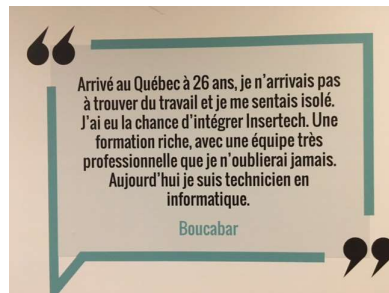 Arrivé au Québec à 26 ans, je n'arrivais pas
à trouver du travail et je me sentais isolé.
J'ai eu la chance d'intégrer Insertech. Une
formation riche, avec une équipe très
professionnelle que je n'oublierai jamais.
Aujourd'hui je suis technicien en
informatique.
Boucabar